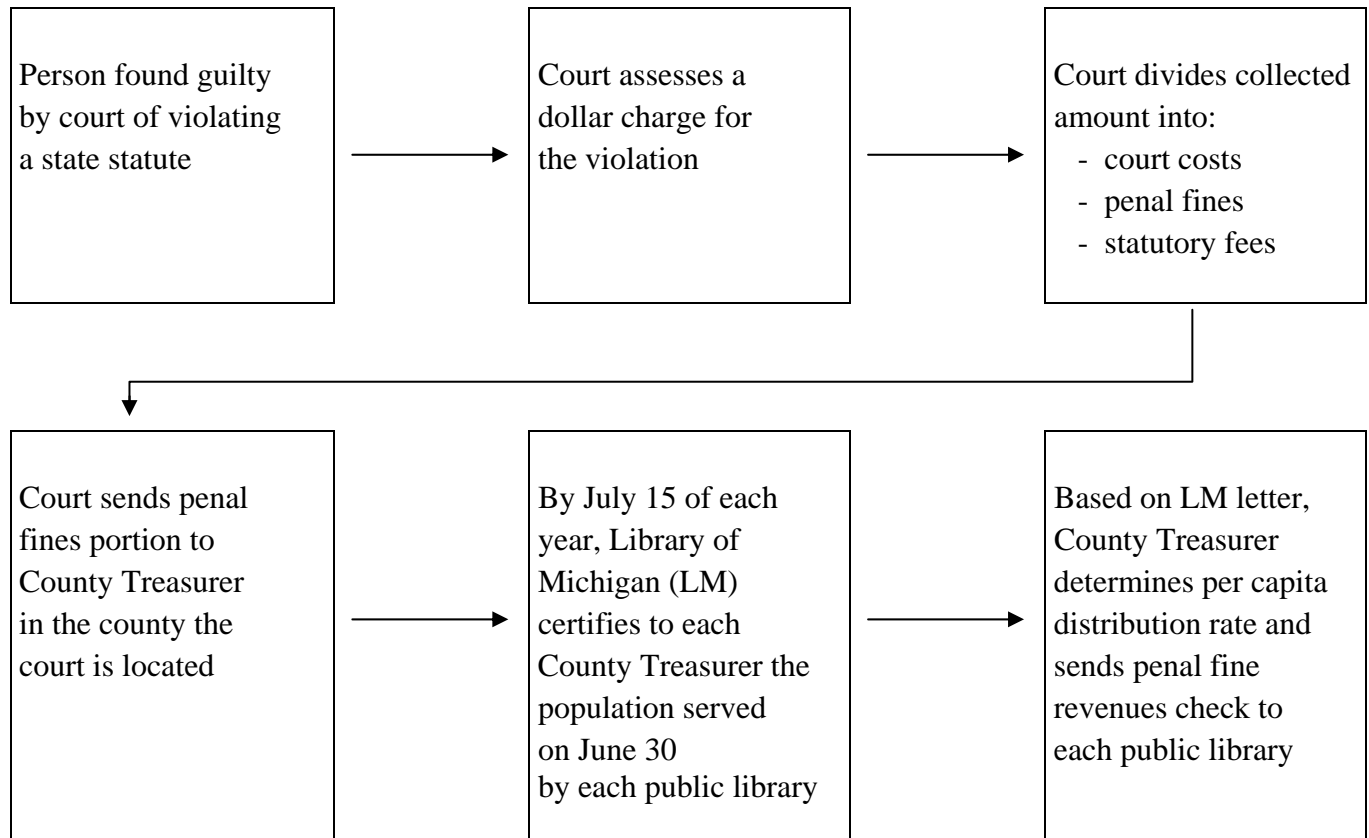 Person found guilty
by court of violating
a state statute
Court assesses a
dollar charge for
the violation
Court divides collected
amount into:
- court costs
- penal fines
- statutory fees
Court sends penal
fines portion to
County Treasurer
in the county the
court is located
By July 15 of each
year, Library of
Michigan (LM)
certifies to each
County Treasurer the
population served
on June 30
by each public library
Based on LM letter,
County Treasurer
determines per capita
distribution rate and
sends penal fine
revenues check to
each public library